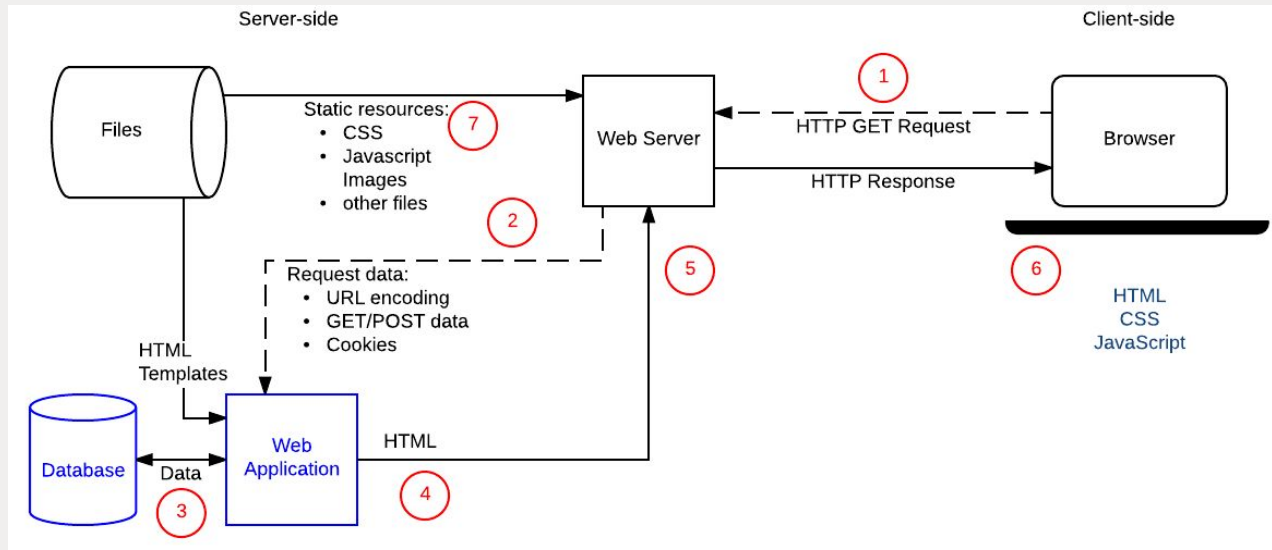 Server-side
Client-side
Files
Static resources:
• CSS
• Javascript
Images
• other files
7
Web Server
1
HTTP GET Request
HTTP Response
Browser
2
Request data:
• URL encoding
• GET/POST data
• Cookies
5
6
HTML
CSS
JavaScript
HTML
Templates
Database
Data
3
Web
Application
HTML
4